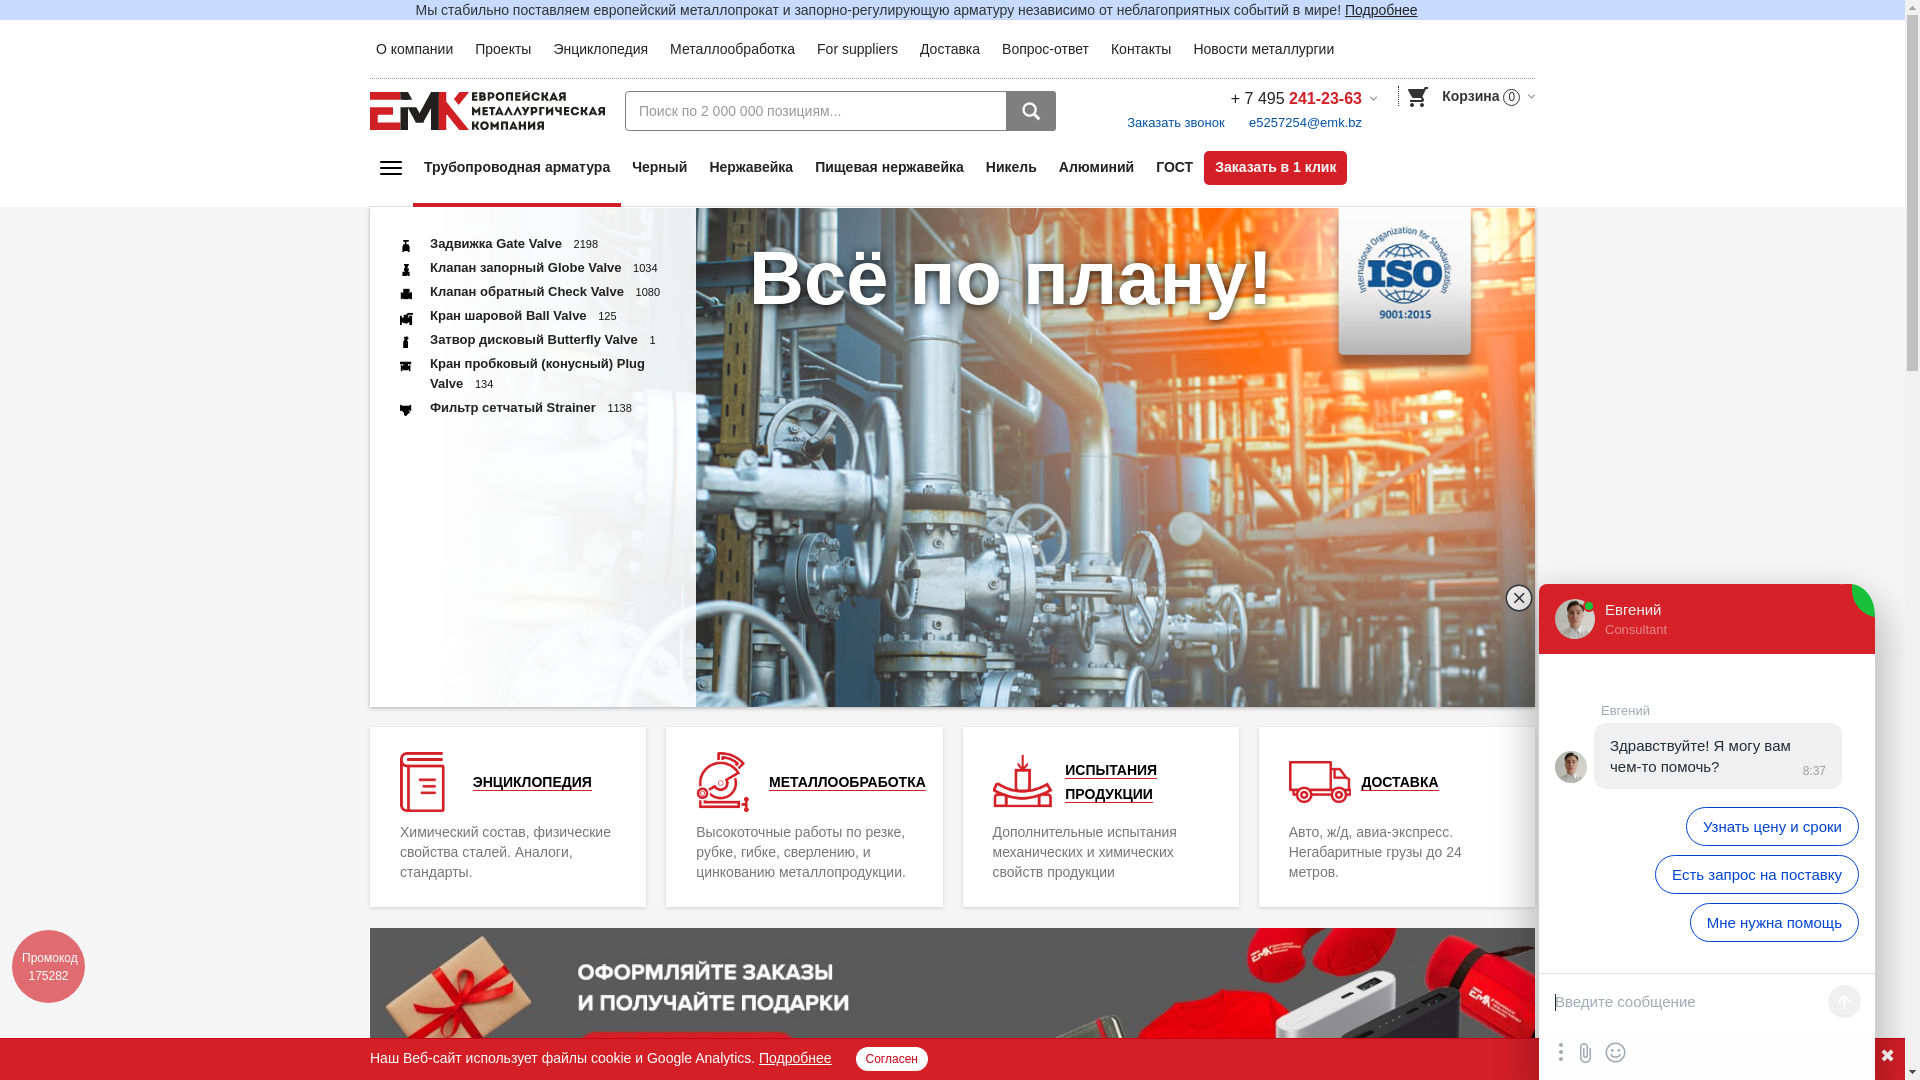 Мы стабильно поставляем европейский металлопрокат и запорно-регулирующую арматуру независимо от неблагоприятных событий в мире! Подробнее
О компании Проекты Энциклопедия Металлообработка For suppliers Доставка Вопрос-ответ Контакты Новости металлургии
ЕМК ЕВРОПЕЙСКАЯ
МЕТАЛЛУРГИЧЕСКАЯ
КОМПАНИЯ
Поиск по 2 000 000 позициям...
+ 7 495 241-23-63
Заказать звонок e5257254@emk.bz
Корзина 0
Трубопроводная арматура Черный Нержавейка Пищевая нержавейка Никель Алюминий ГОСТ Заказать в 1 клик
Задвижка Gate Valve 2198
Клапан запорный Globe Valve 1034
Клапан обратный Check Valve 1080
Кран шаровой Ball Valve 125
Затвор дисковый Butterfly Valve 1
Кран пробковый (конусный) Plug
Valve 134
Фильтр сетчатый Strainer 1138
Всё по плану!
International Organization for Standardization
ISO
9001:2015
ЭНЦИКЛОПЕДИЯ
Химический состав, физические
свойства сталей. Аналоги,
стандарты.
МЕТАЛЛООБРАБОТКА
Высокоточные работы по резке,
рубке, гибке, сверлению, и
цинкованию металлопродукции.
ИСПЫТАНИЯ
ПРОДУКЦИИ
Дополнительные испытания
механических и химических
свойств продукции
ДОСТАВКА
Авто, ж/д, авиа-экспресс.
Негабаритные грузы до 24
метров.
ОФОРМЛЯЙТЕ ЗАКАЗЫ
И ПОЛУЧАЙТЕ ПОДАРКИ
ЕМК
ЕМК
Промокод
175282
Наш Веб-сайт использует файлы cookie и Google Analytics. Подробнее Согласен
Евгений
Consultant
Евгений
Здравствуйте! Я могу вам
чем-то помочь? 8:37
Узнать цену и сроки
Есть запрос на поставку
Мне нужна помощь
Введите сообщение